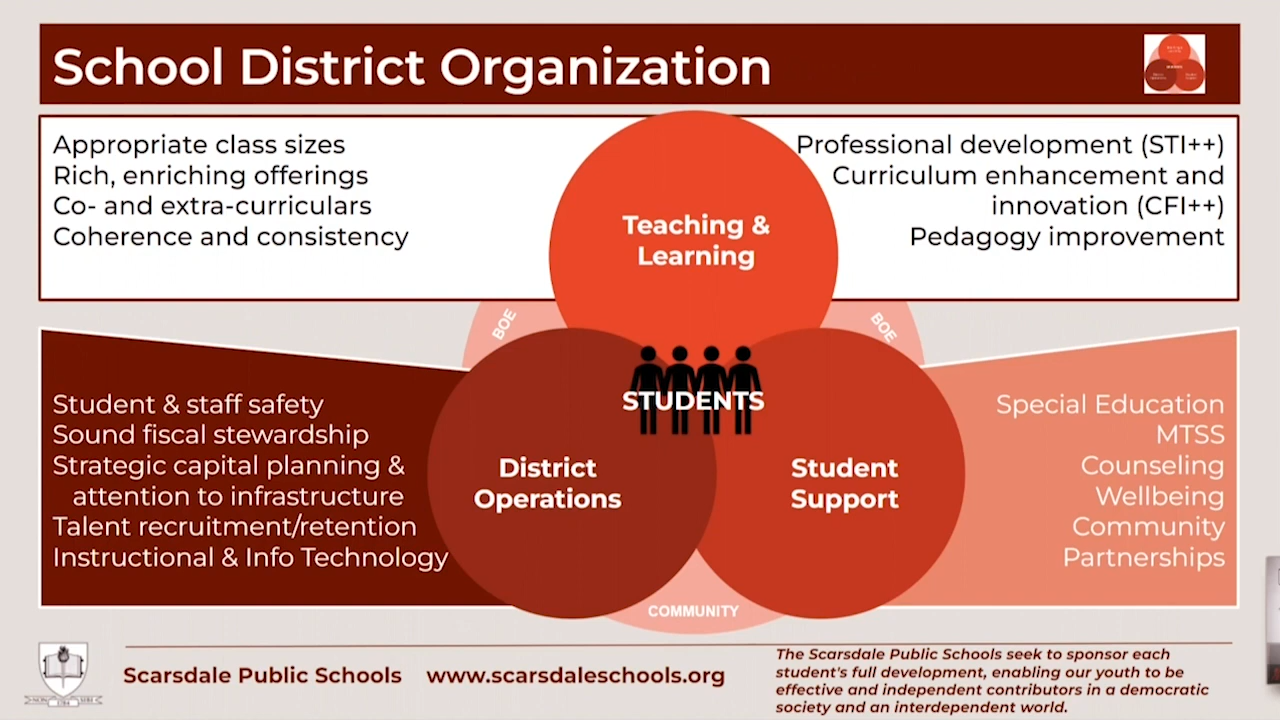 School District Organization
Appropriate class sizes
Rich, enriching offerings
Co- and extra-curriculars
Coherence and consistency
Professional development (STI++)
Curriculum enhancement and
innovation (CFI++)
Pedagogy improvement
Teaching &
Learning
BOE
BOE
STUDENTS
Student & staff safety
Sound fiscal stewardship
Strategic capital planning &
attention to infrastructure
Talent recruitment/retention
Instructional & Info Technology
District
Operations
Student
Support
Special Education
MTSS
Counseling
Wellbeing
Community
Partnerships
COMMUNITY
Scarsdale Public Schools www.scarsdaleschools.org
The Scarsdale Public Schools seek to sponsor each
student's full development, enabling our youth to be
effective and independent contributors in a democratic
society and an interdependent world.